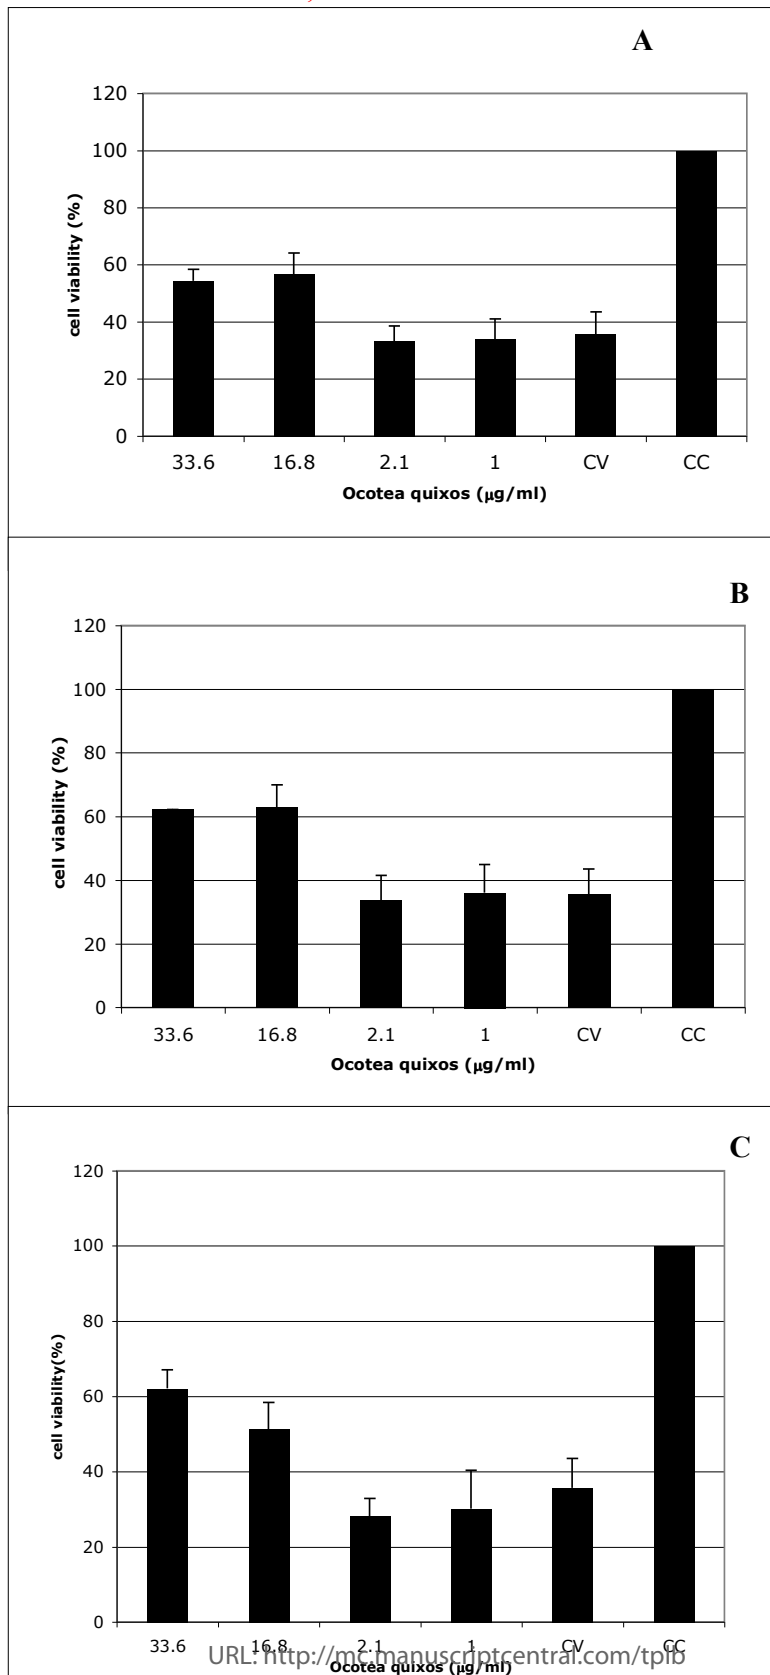 A
120
100
80
60
40
20
0
cell viability (%)
33.6 16.8 2.1 1 CV CC
Ocotea quixos (μg/ml)
B
120
100
80
60
40
20
0
cell viability (%)
33.6 16.8 2.1 1 CV CC
Ocotea quixos (μg/ml)
C
120
100
80
60
40
20
0
cell viability(%)
33.6 16.8 2.1 1 CV CC
URL: http://mc.manuscriptcentral.com/tplb
Ocotea quixos (μg/ml)